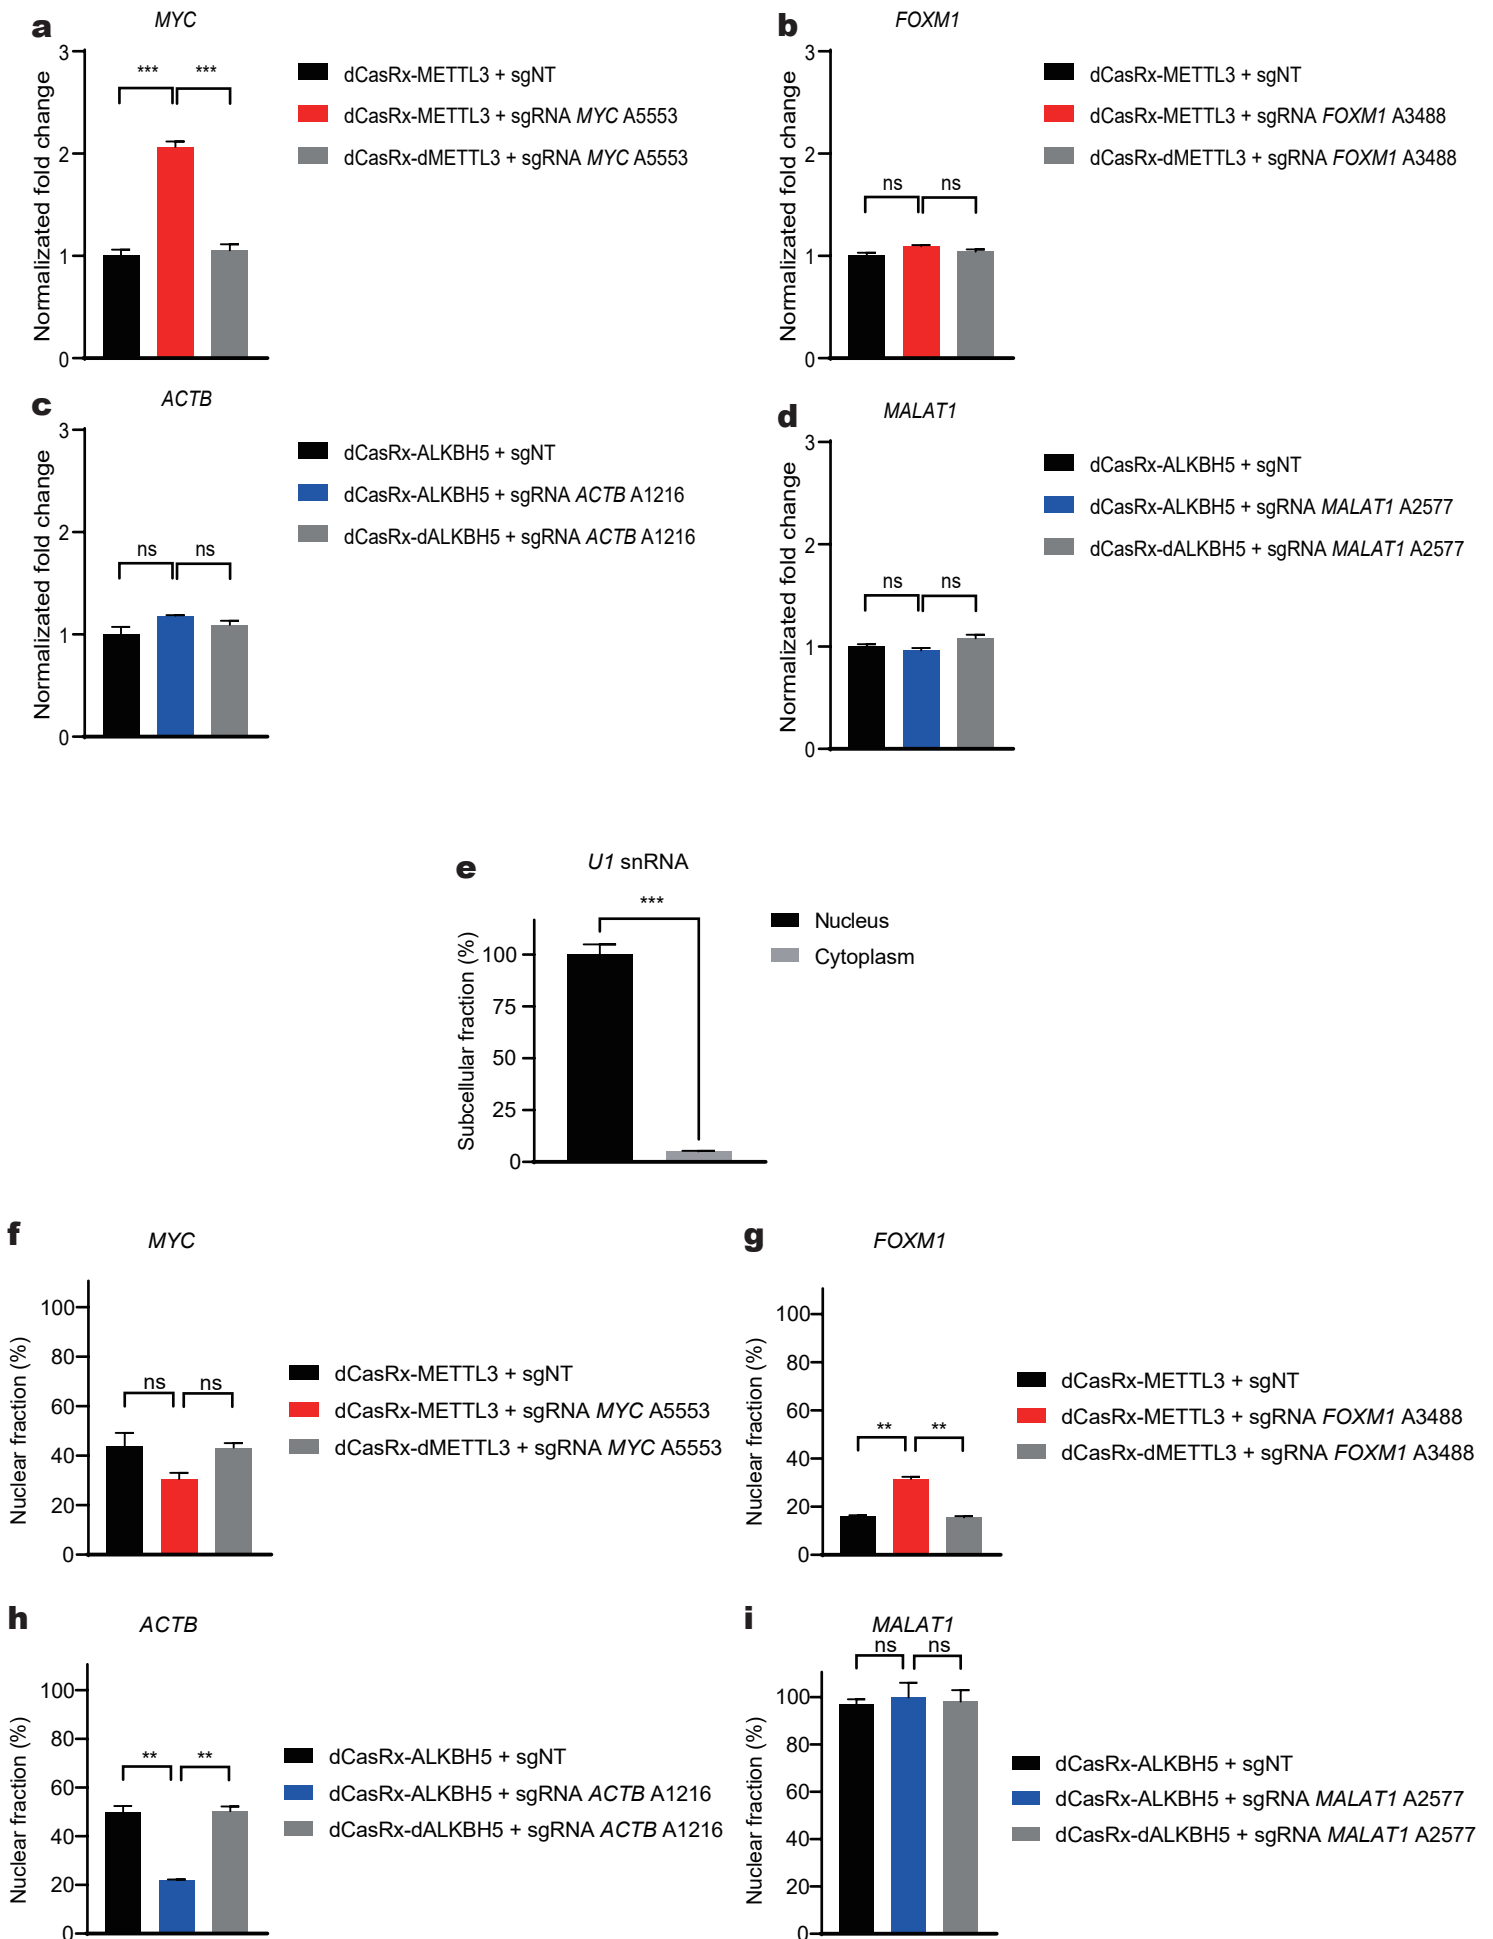 a
MYC
Normalizated fold change
3
2
1
0
***
***
dCasRx-METTL3 + sgNT
dCasRx-METTL3 + sgRNA MYC A5553
dCasRx-dMETTL3 + sgRNA MYC A5553
b
FOXM1
Normalizated fold change
3
2
1
0
ns
ns
dCasRx-METTL3 + sgNT
dCasRx-METTL3 + sgRNA FOXM1 A3488
dCasRx-dMETTL3 + sgRNA FOXM1 A3488
c
ACTB
Normalizated fold change
3
2
1
0
ns
ns
dCasRx-ALKBH5 + sgNT
dCasRx-ALKBH5 + sgRNA ACTB A1216
dCasRx-dALKBH5 + sgRNA ACTB A1216
d
MALAT1
Normalizated fold change
3
2
1
0
ns
ns
dCasRx-ALKBH5 + sgNT
dCasRx-ALKBH5 + sgRNA MALAT1 A2577
dCasRx-dALKBH5 + sgRNA MALAT1 A2577
e
U1 snRNA
Subcellular fraction (%)
100
75
50
25
0
***
Nucleus
Cytoplasm
f
MYC
Nuclear fraction (%)
100
80
60
40
20
0
ns
ns
dCasRx-METTL3 + sgNT
dCasRx-METTL3 + sgRNA MYC A5553
dCasRx-dMETTL3 + sgRNA MYC A5553
g
FOXM1
Nuclear fraction (%)
100
80
60
40
20
0
**
**
dCasRx-METTL3 + sgNT
dCasRx-METTL3 + sgRNA FOXM1 A3488
dCasRx-dMETTL3 + sgRNA FOXM1 A3488
h
ACTB
Nuclear fraction (%)
100
80
60
40
20
0
**
**
dCasRx-ALKBH5 + sgNT
dCasRx-ALKBH5 + sgRNA ACTB A1216
dCasRx-dALKBH5 + sgRNA ACTB A1216
i
MALAT1
Nuclear fraction (%)
100
80
60
40
20
0
ns
ns
dCasRx-ALKBH5 + sgNT
dCasRx-ALKBH5 + sgRNA MALAT1 A2577
dCasRx-dALKBH5 + sgRNA MALAT1 A2577